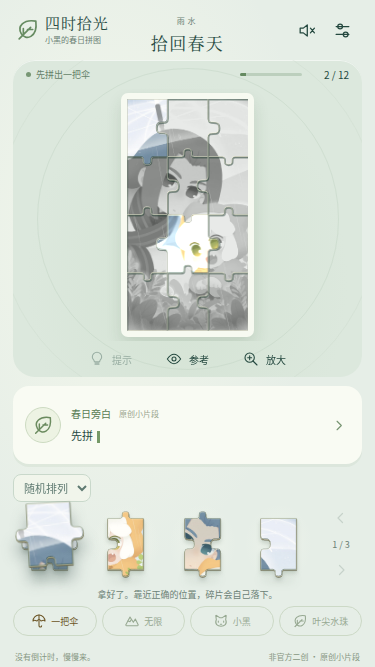 四时拾光
小黑的春日拼图
雨水
拾回春天
先拼出一把伞
2 / 12
提示
参考
放大
春日旁白 原创小片段
先拼
随机排列
1 / 3
拿好了。靠近正确的位置，碎片会自己落下。
一把伞
无限
小黑
叶尖水珠
没有倒计时，慢慢来。
非官方二创 · 原创小片段